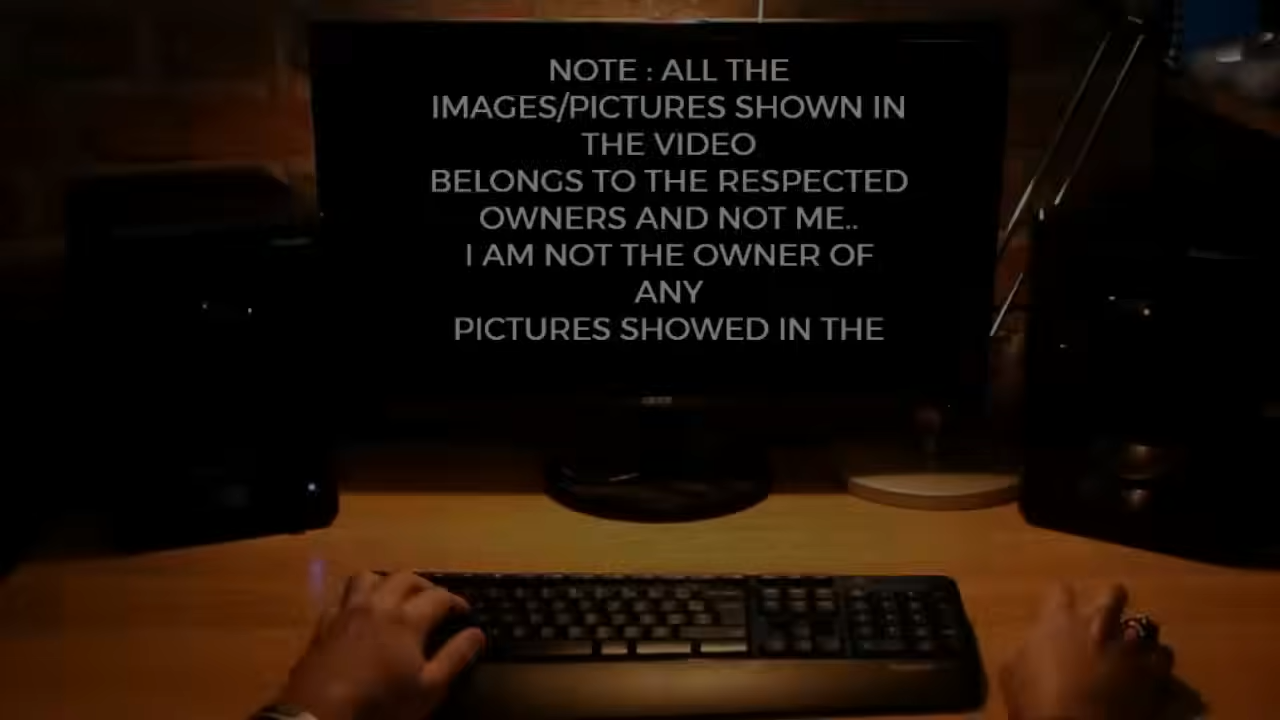 NOTE : ALL THE
IMAGES/PICTURES SHOWN IN
THE VIDEO
BELONGS TO THE RESPECTED
OWNERS AND NOT ME..
I AM NOT THE OWNER OF
ANY
PICTURES SHOWED IN THE